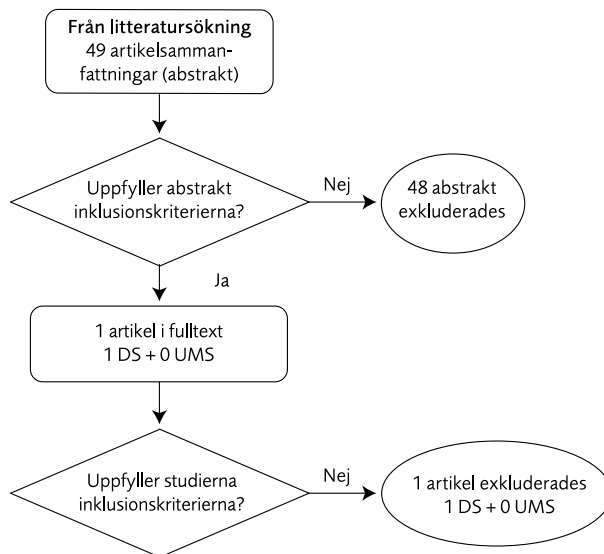 Från litteratursökning
49 artikelsamman-
fattningar (abstrakt)
Uppfyller abstrakt
inklusionskriterierna?
Nej
48 abstrakt
exkluderades
Ja
1 artikel i fulltext
1 DS + 0 UMS
Uppfyller studierna
inklusionskriterierna?
Nej
1 artikel exkluderades
1 DS + 0 UMS